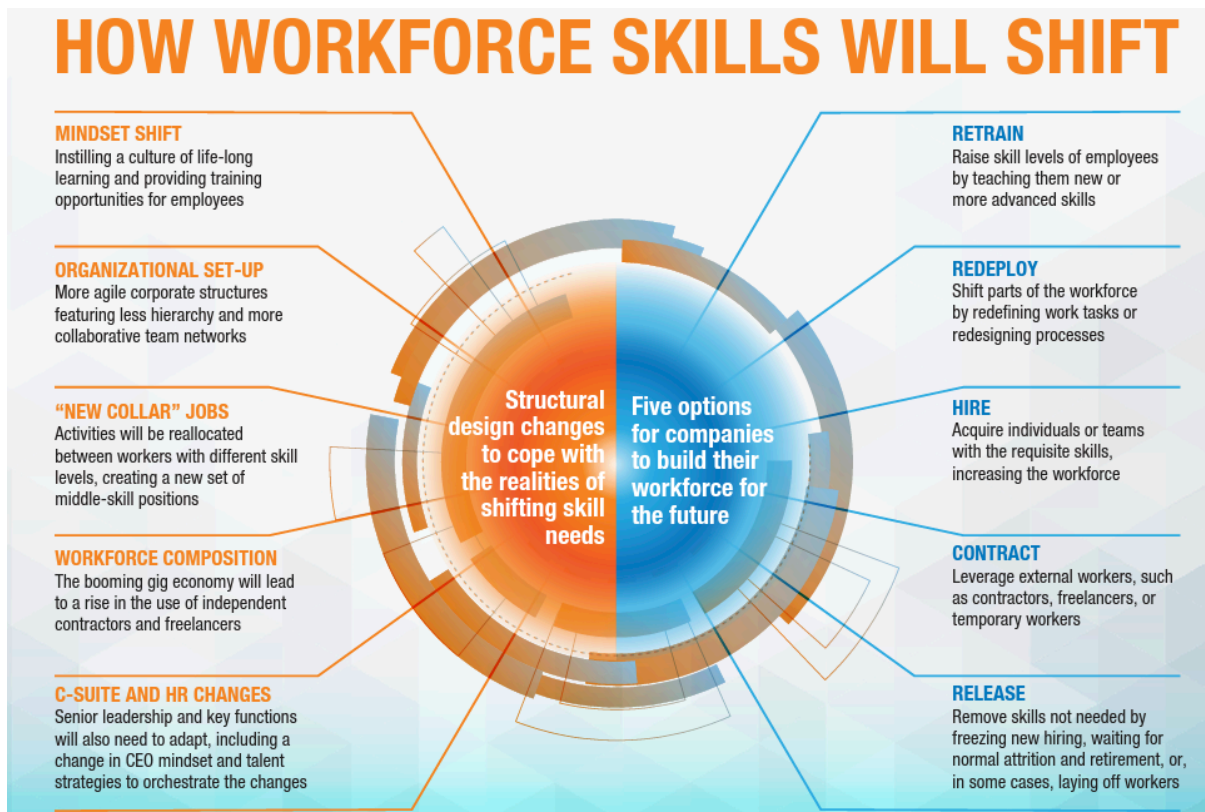 HOW WORKFORCE SKILLS WILL SHIFT
MINDSET SHIFT
Instilling a culture of life-long
learning and providing training
opportunities for employees
ORGANIZATIONAL SET-UP
More agile corporate structures
featuring less hierarchy and more
collaborative team networks
“NEW COLLAR” JOBS
Activities will be reallocated
between workers with different skill
levels, creating a new set of
middle-skill positions
WORKFORCE COMPOSITION
The booming gig economy will lead
to a rise in the use of independent
contractors and freelancers
C-SUITE AND HR CHANGES
Senior leadership and key functions
will also need to adapt, including a
change in CEO mindset and talent
strategies to orchestrate the changes
Structural
design changes
to cope with
the realities of
shifting skill
needs
Five options
for companies
to build their
workforce for
the future
RETRAIN
Raise skill levels of employees
by teaching them new or
more advanced skills
REDEPLOY
Shift parts of the workforce
by redefining work tasks or
redesigning processes
HIRE
Acquire individuals or teams
with the requisite skills,
increasing the workforce
CONTRACT
Leverage external workers, such
as contractors, freelancers, or
temporary workers
RELEASE
Remove skills not needed by
freezing new hiring, waiting for
normal attrition and retirement, or,
in some cases, laying off workers